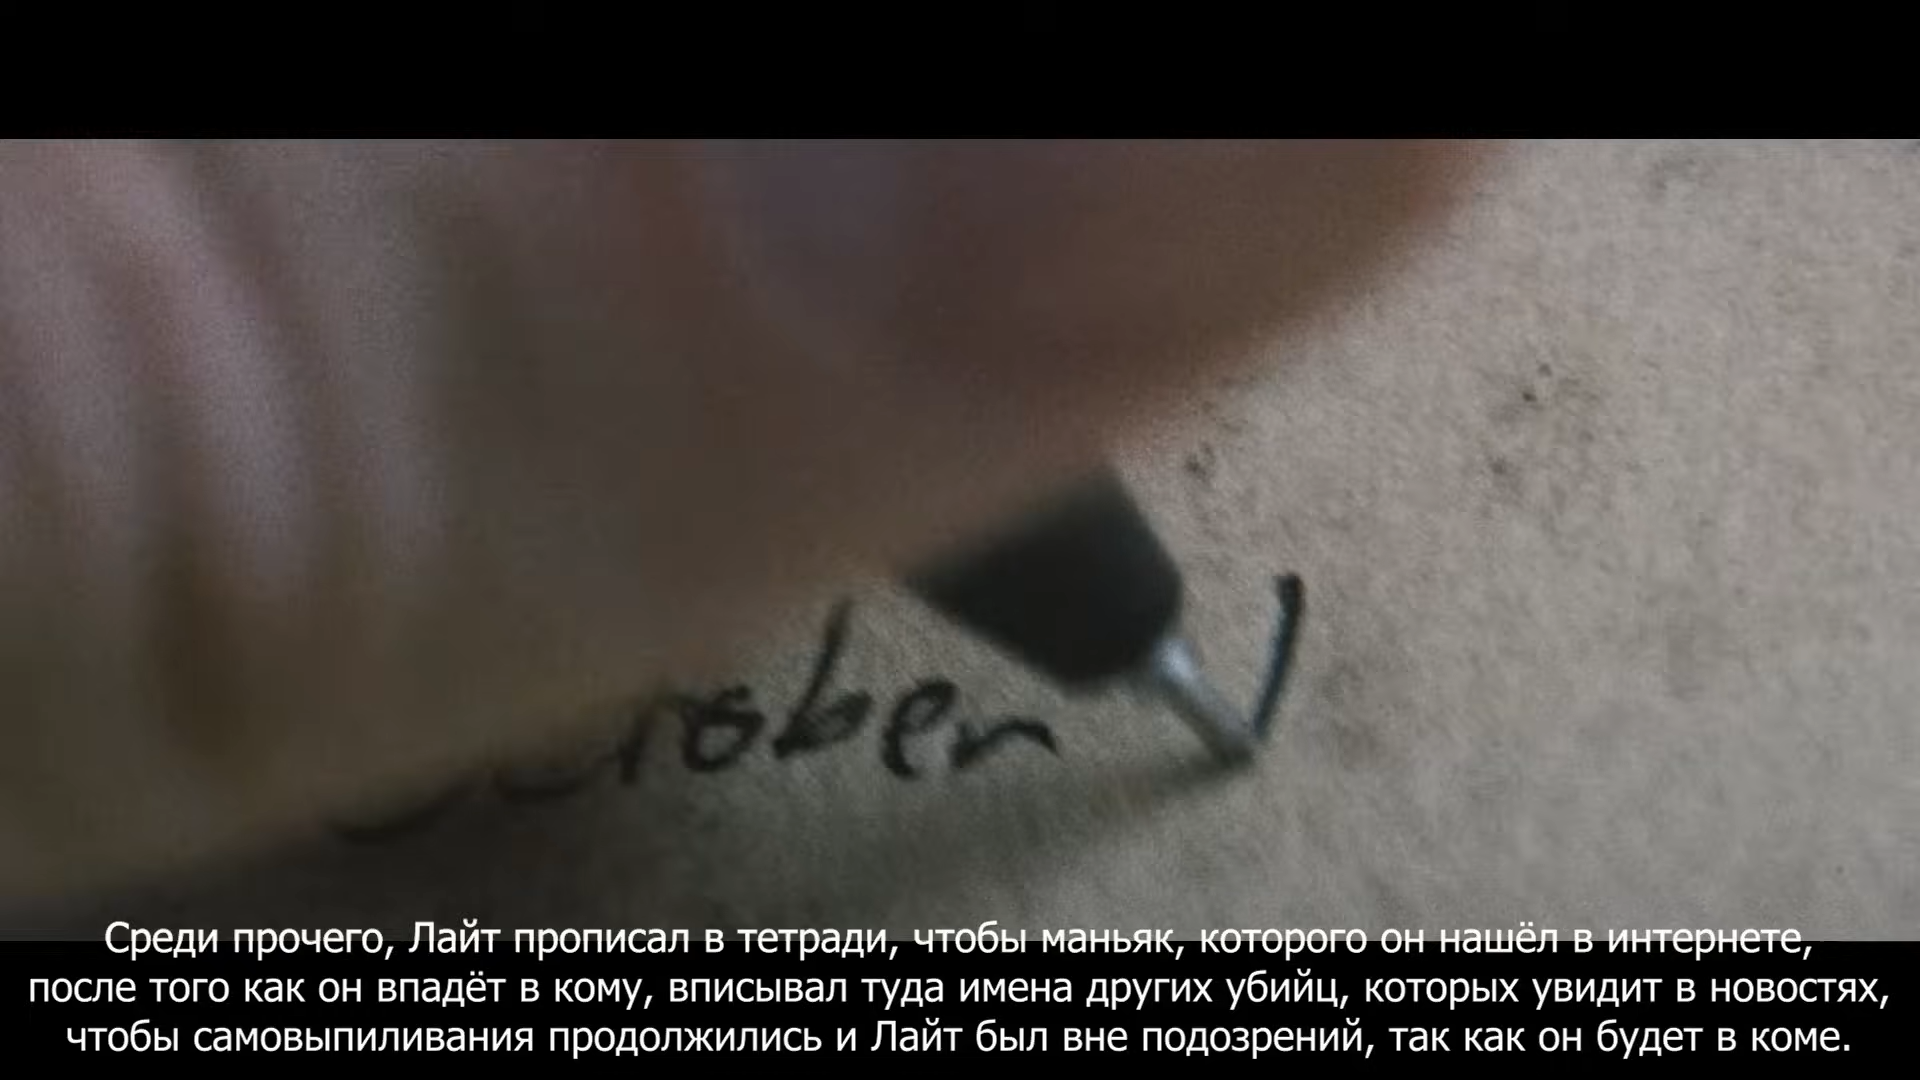 rober
Среди прочего, Лайт прописал в тетради, чтобы маньяк, которого он нашёл в интернете,
после того как он впадёт в кому, вписывал туда имена других убийц, которых увидит в новостях,
чтобы самовыпиливания продолжились и Лайт был вне подозрений, так как он будет в коме.